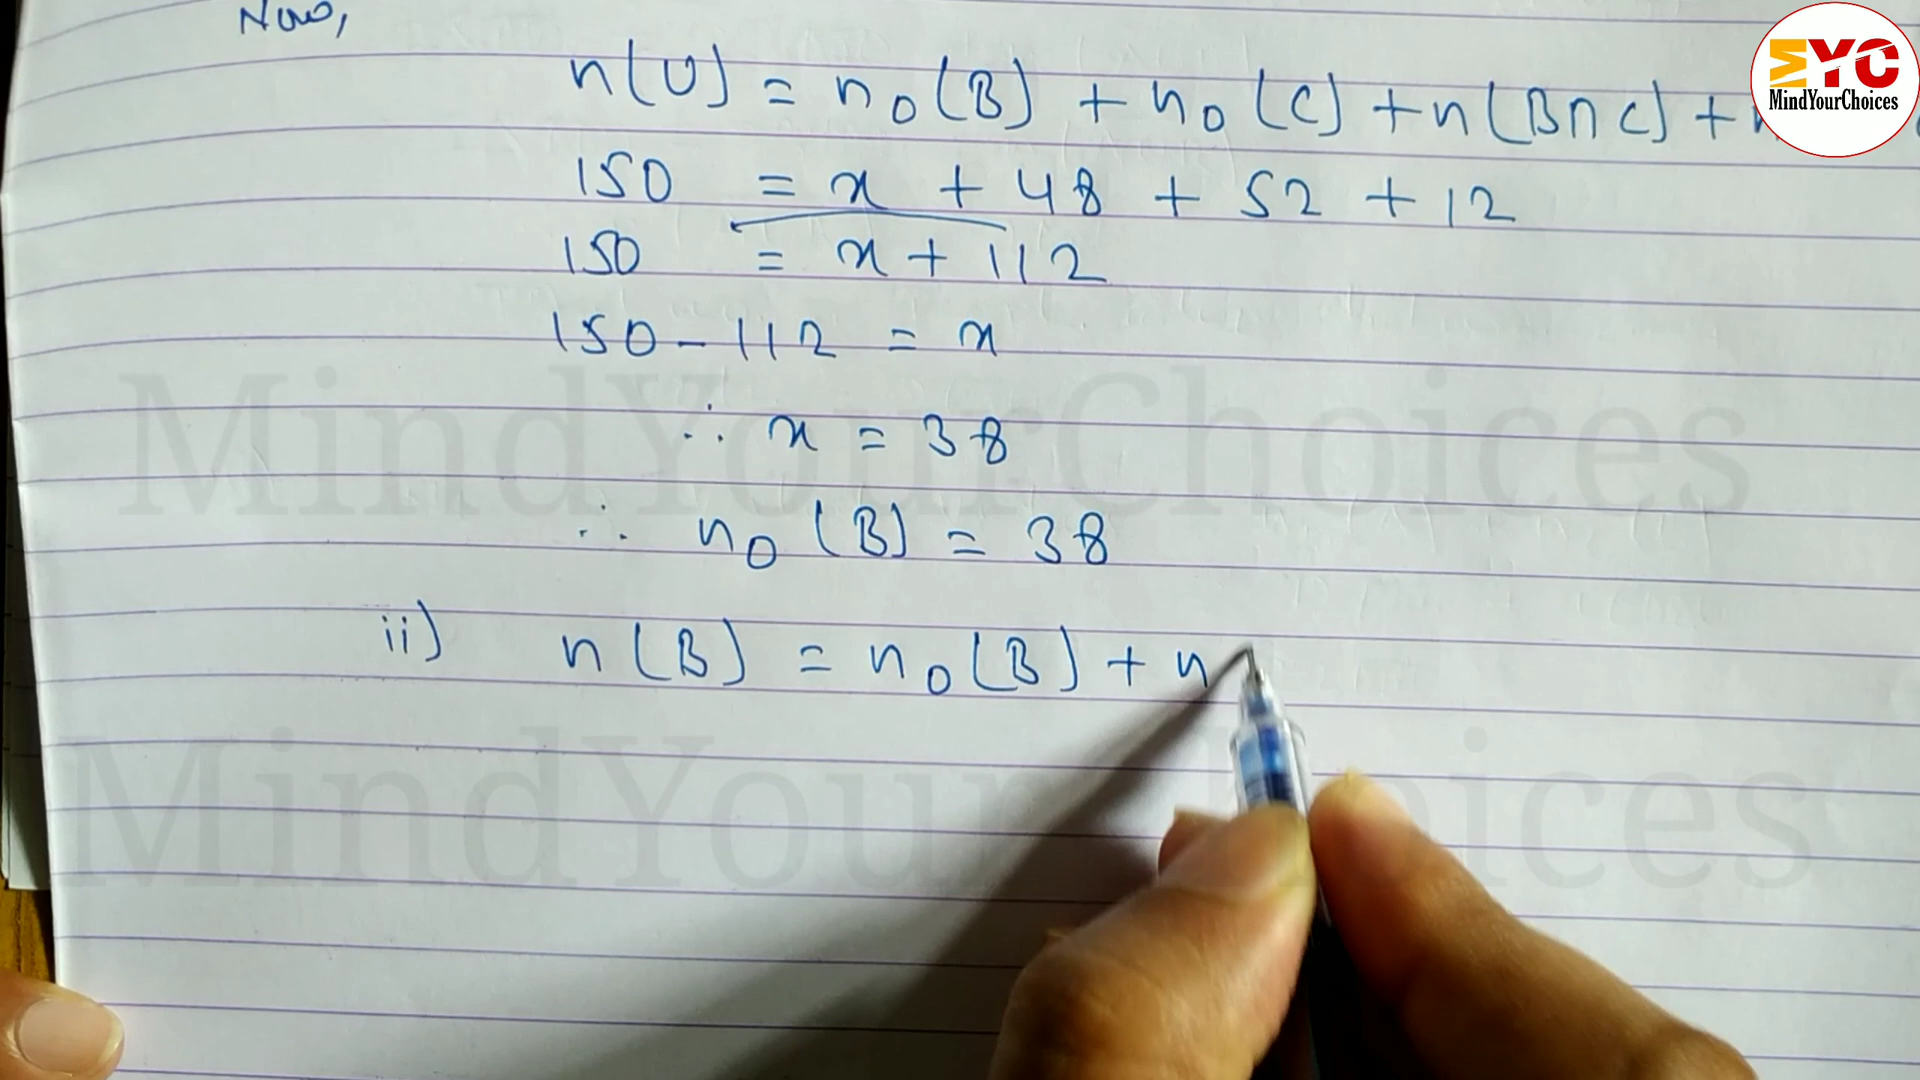 Now,
n(U) = n₀(B) + n₀(C) + n(B∩C) +
150 = x + 48 + 52 + 12
150 = x + 112
150 - 112 = x
∴ x = 38
∴ n₀(B) = 38
ii) n(B) = n₀(B) + n
MYC
MindYourChoices
MindYourChoices
MindYourChoices